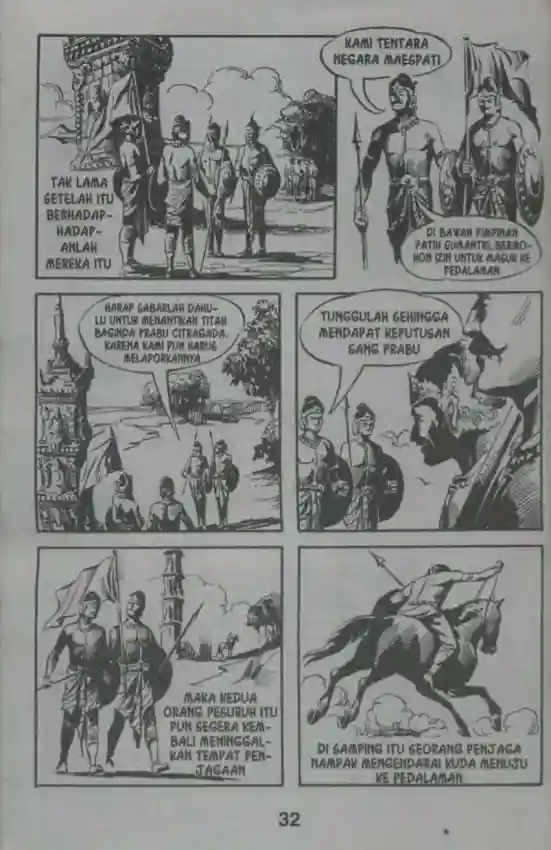 TAK LAMA
SETELAH ITU
BERHADAP-
HADAP-
ANLAH
MEREKA ITU
KAMI TENTARA
NEGARA MAESPATI
DI BAWAH PIMPINAN
PATIH SUMANTRI, BERMO-
HON IZIN UNTUK MASUK KE
PEDALAMAN
HARAP SABARLAH DAHU-
LU UNTUK MENANTIKAN TITAH
BAGINDA PRABU CITRAGADA.
KARENA KAMI PUN HARUS
MELAPORKANNYA
TUNGGULAH SEHINGGA
MENDAPAT KEPUTUSAN
SANG PRABU
MAKA KEDUA
ORANG PESURUH ITU
PUN SEGERA KEM-
BALI MENINGGAL-
KAN TEMPAT PEN-
JAGAAN
DI SAMPING ITU SEORANG PENJAGA
NAMPAK MENGENDARAI KUDA MENUJU
KE PEDALAMAN
32